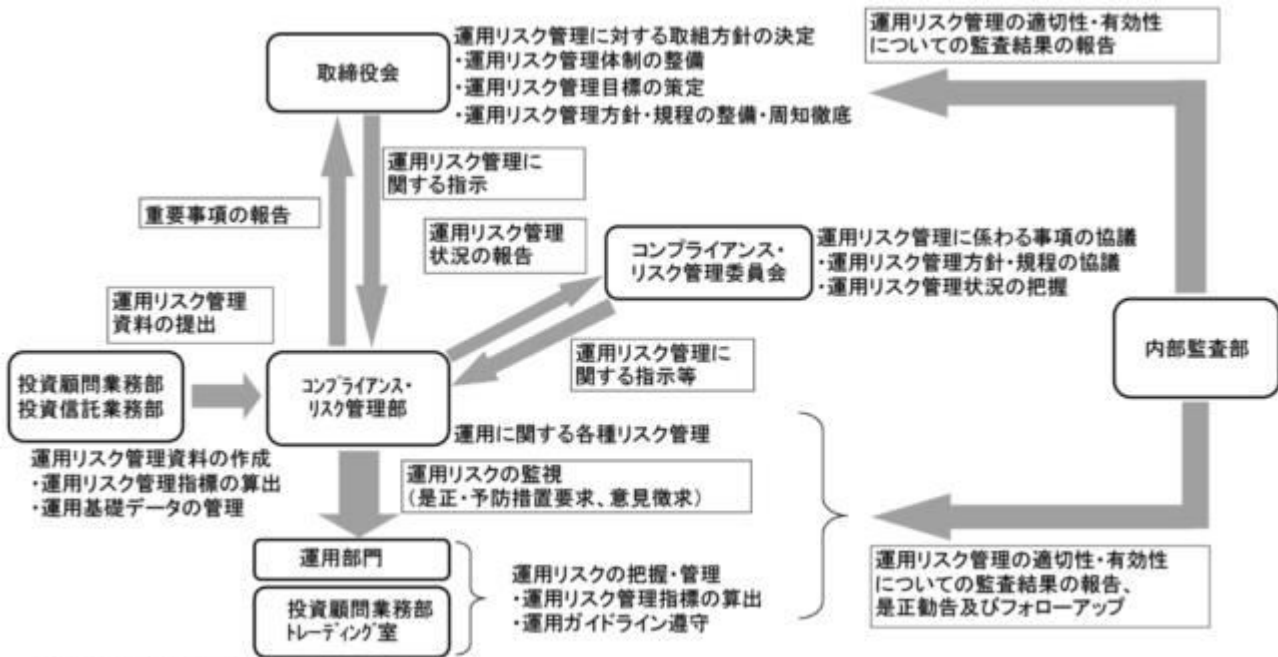 取締役会
運用リスク管理に対する取組方針の決定
・運用リスク管理体制の整備
・運用リスク管理目標の策定
・運用リスク管理方針・規程の整備・周知徹底
運用リスク管理の適切性・有効性
についての監査結果の報告
運用リスク管理に
関する指示
重要事項の報告
運用リスク管理
状況の報告
コンプライアンス・
リスク管理委員会
運用リスク管理に係わる事項の協議
・運用リスク管理方針・規程の協議
・運用リスク管理状況の把握
運用リスク管理
資料の提出
内部監査部
運用リスク管理に
関する指示等
投資顧問業務部
投資信託業務部
コンプライアンス・
リスク管理部
運用に関する各種リスク管理
運用リスク管理資料の作成
・運用リスク管理指標の算出
・運用基礎データの管理
運用リスクの監視
(是正・予防措置要求、意見徴求)
運用部門
投資顧問業務部
トレーディング室
運用リスクの把握・管理
・運用リスク管理指標の算出
・運用ガイドライン遵守
運用リスク管理の適切性・有効性
についての監査結果の報告、
是正勧告及びフォローアップ